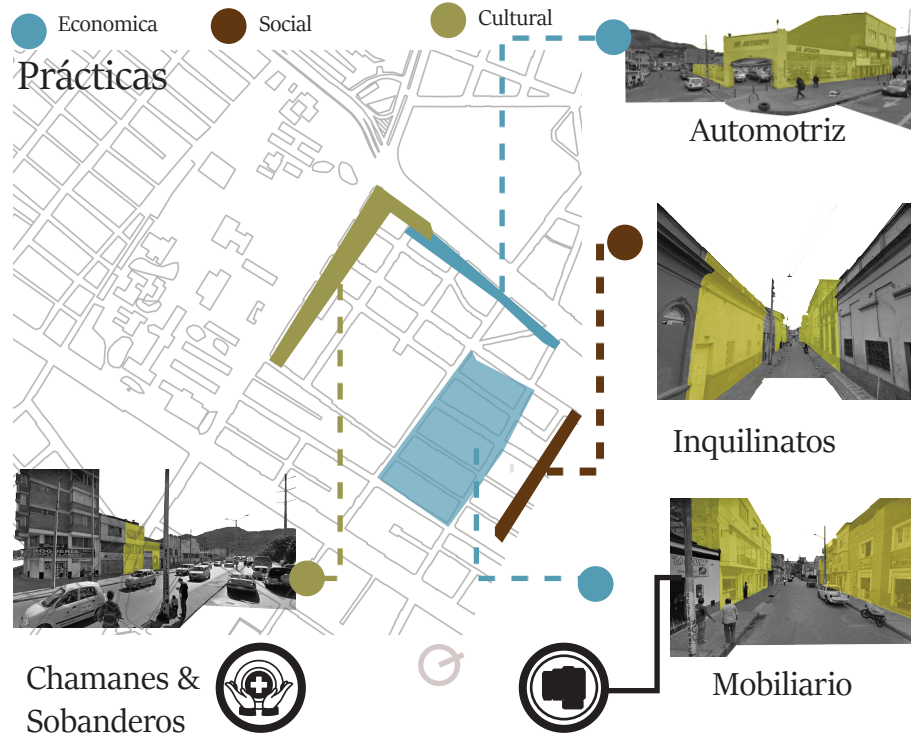 Economica
Social
Cultural
Prácticas
Automotriz
Inquilinatos
Chamanes &
Sobanderos
Mobiliario